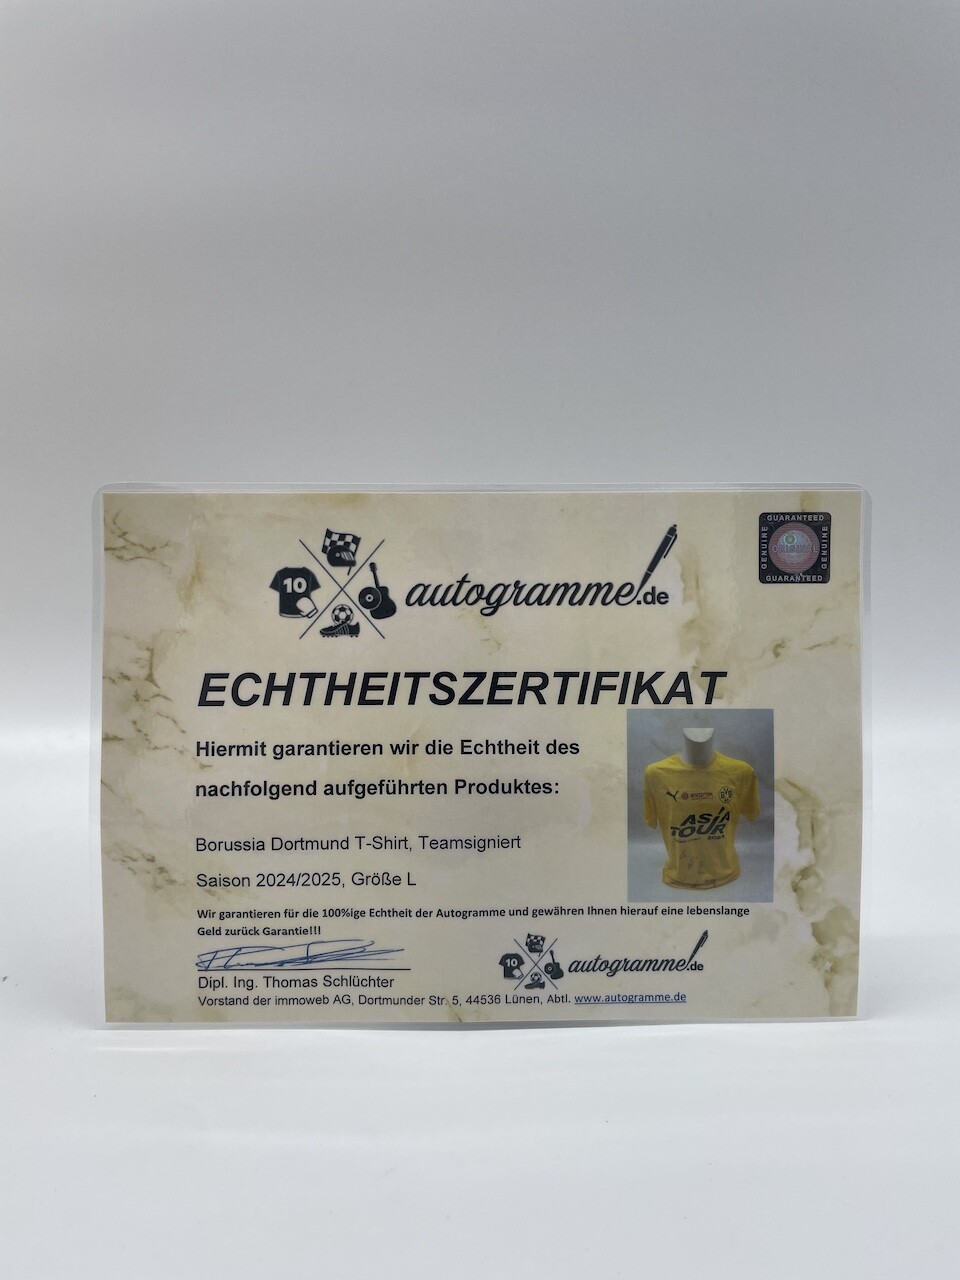 GUARANTEED
GENUINE
GENUINE
ORIGINAL
GUARANTEED
10
autogramme.de
ECHTHEITSZERTIFIKAT
Hiermit garantieren wir die Echtheit des
nachfolgend aufgeführten Produktes:
ASIA
TOUR
Borussia Dortmund T-Shirt, Teamsigniert
Saison 2024/2025, Größe L
Wir garantieren für die 100%ige Echtheit der Autogramme und gewähren Ihnen hierauf eine lebenslange
Geld zurück Garantie!!!
10
autogramme.de
Dipl. Ing. Thomas Schlüchter
Vorstand der immoweb AG, Dortmunder Str. 5, 44536 Lünen, Abtl. www.autogramme.de